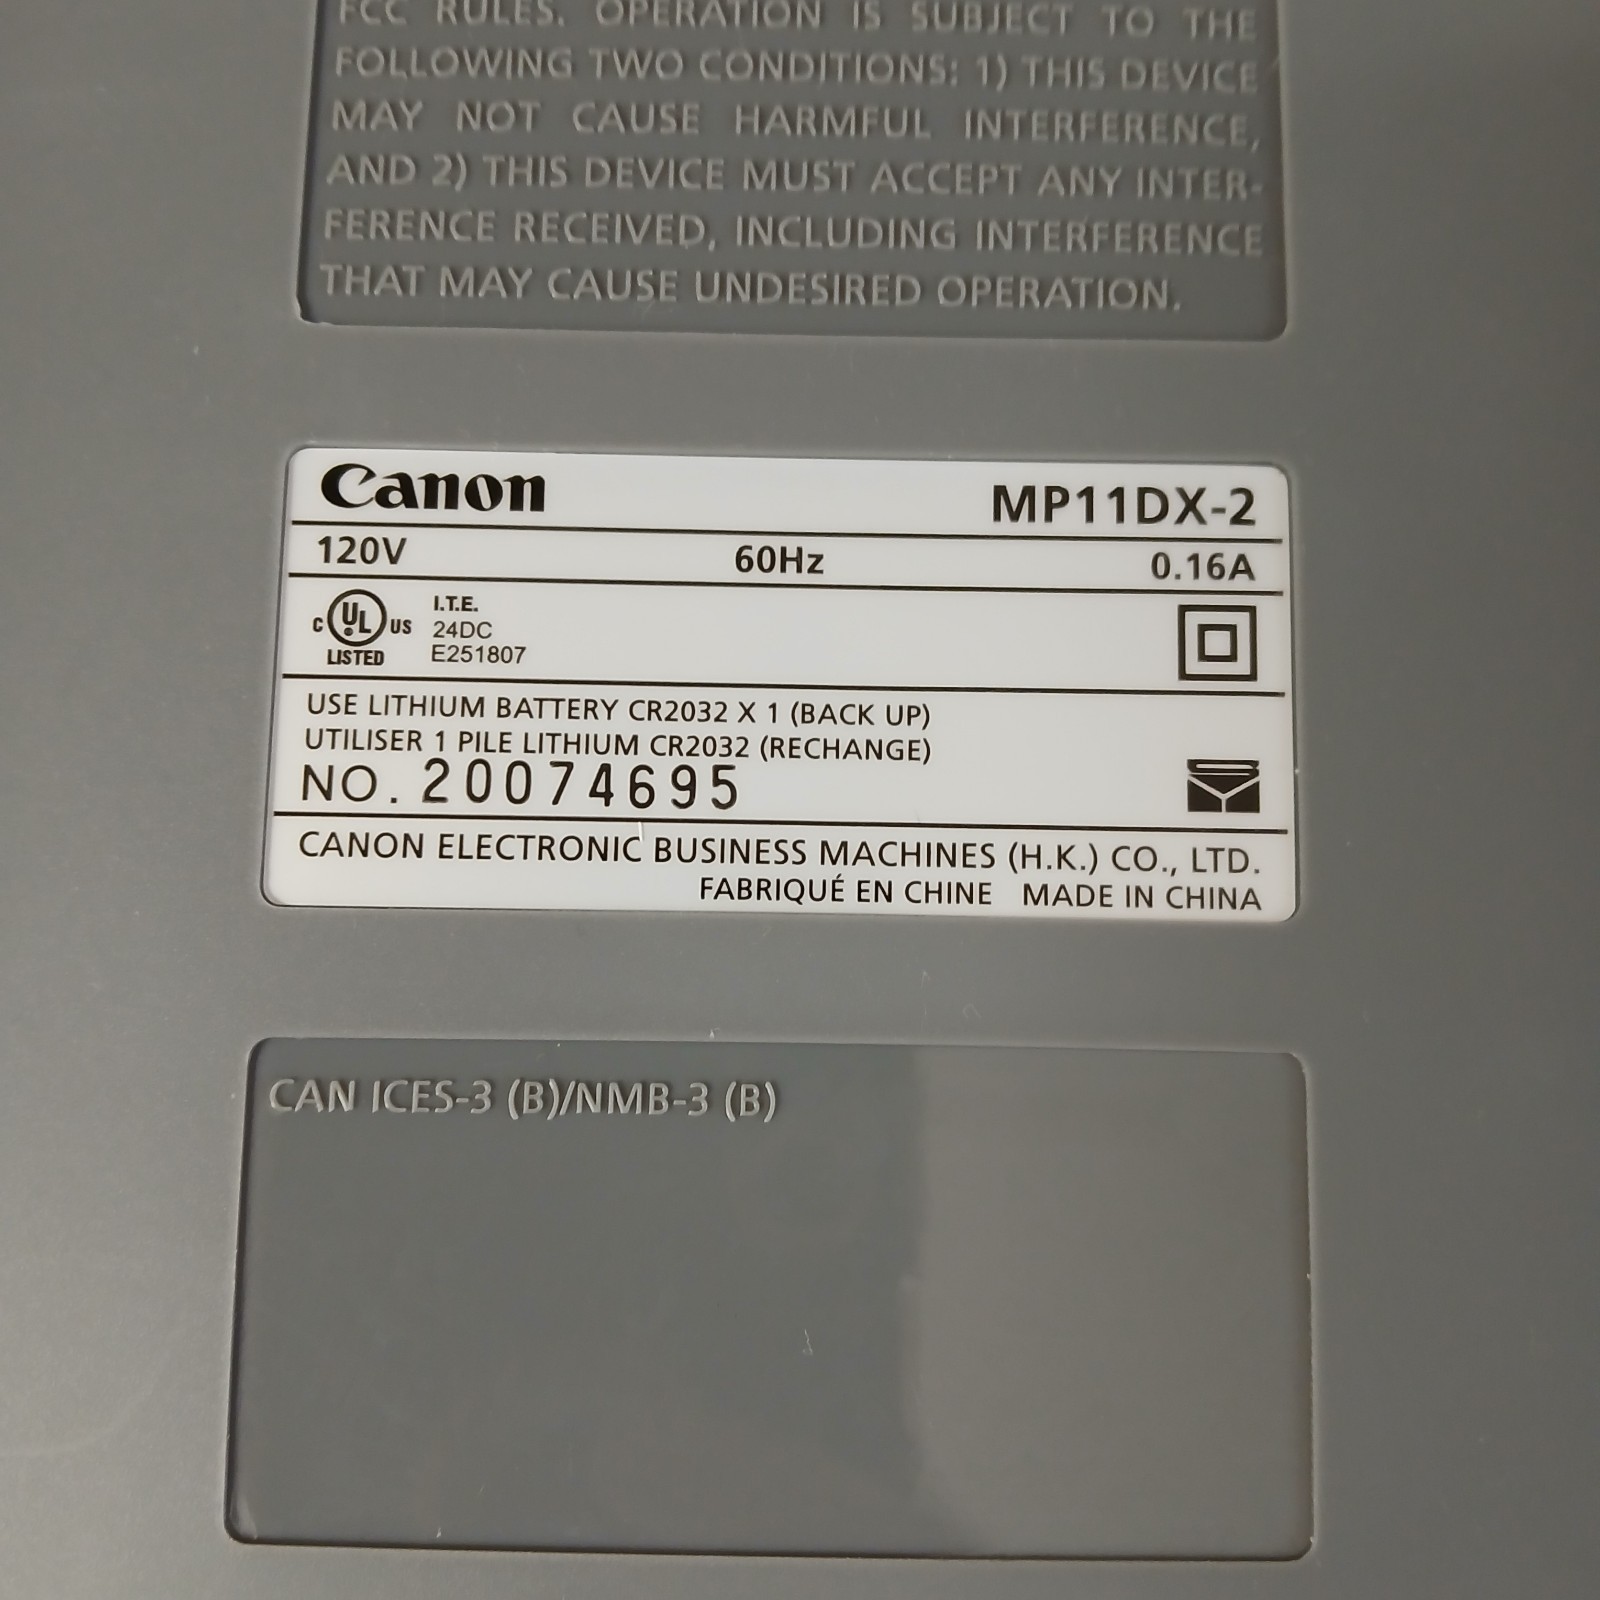 FCC RULES. OPERATION IS SUBJECT TO THE
FOLLOWING TWO CONDITIONS: 1) THIS DEVICE
MAY NOT CAUSE HARMFUL INTERFERENCE,
AND 2) THIS DEVICE MUST ACCEPT ANY INTER-
FERENCE RECEIVED, INCLUDING INTERFERENCE
THAT MAY CAUSE UNDESIRED OPERATION.
Canon MP11DX-2
120V 60Hz 0.16A
C UL US LISTED
I.T.E.
24DC
E251807
USE LITHIUM BATTERY CR2032 X 1 (BACK UP)
UTILISER 1 PILE LITHIUM CR2032 (RECHANGE)
NO. 20074695
CANON ELECTRONIC BUSINESS MACHINES (H.K.) CO., LTD.
FABRIQUÉ EN CHINE MADE IN CHINA
CAN ICES-3 (B)/NMB-3 (B)